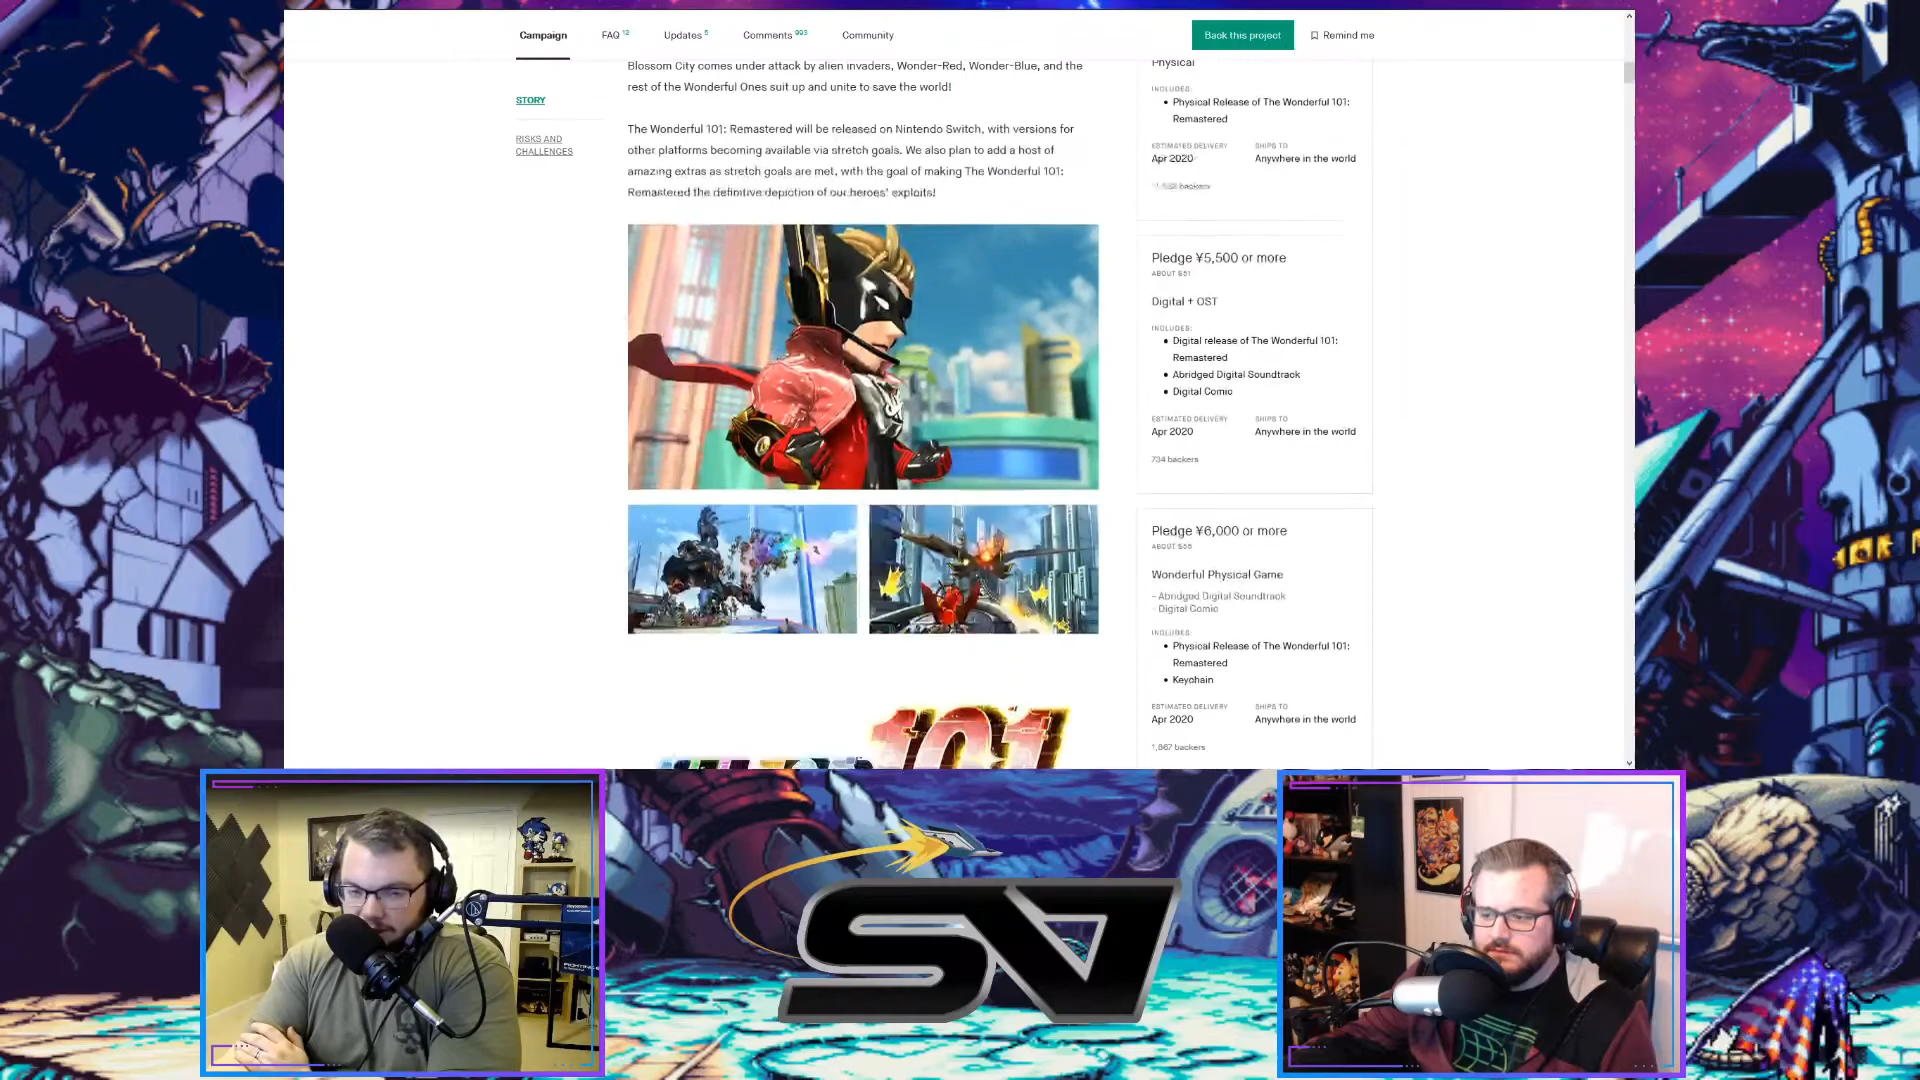 Campaign
FAQ 12
Updates 5
Comments 993
Community
Back this project
Remind me
STORY
RISKS AND
CHALLENGES
Blossom City comes under attack by alien invaders, Wonder-Red, Wonder-Blue, and the
rest of the Wonderful Ones suit up and unite to save the world!
The Wonderful 101: Remastered will be released on Nintendo Switch, with versions for
other platforms becoming available via stretch goals. We also plan to add a host of
amazing extras as stretch goals are met, with the goal of making The Wonderful 101:
Remastered the definitive depiction of our heroes' exploits!
101
Physical
INCLUDES:
• Physical Release of The Wonderful 101:
Remastered
ESTIMATED DELIVERY
SHIPS TO
Apr 2020
Anywhere in the world
backers
Pledge ¥5,500 or more
ABOUT $51
Digital + OST
INCLUDES:
• Digital release of The Wonderful 101:
Remastered
• Abridged Digital Soundtrack
• Digital Comic
ESTIMATED DELIVERY
SHIPS TO
Apr 2020
Anywhere in the world
734 backers
Pledge ¥6,000 or more
ABOUT
Wonderful Physical Game
- Abridged Digital Soundtrack
- Digital Comic
INCLUDES:
• Physical Release of The Wonderful 101:
Remastered
• Keychain
ESTIMATED DELIVERY
SHIPS TO
Apr 2020
Anywhere in the world
1,867 backers